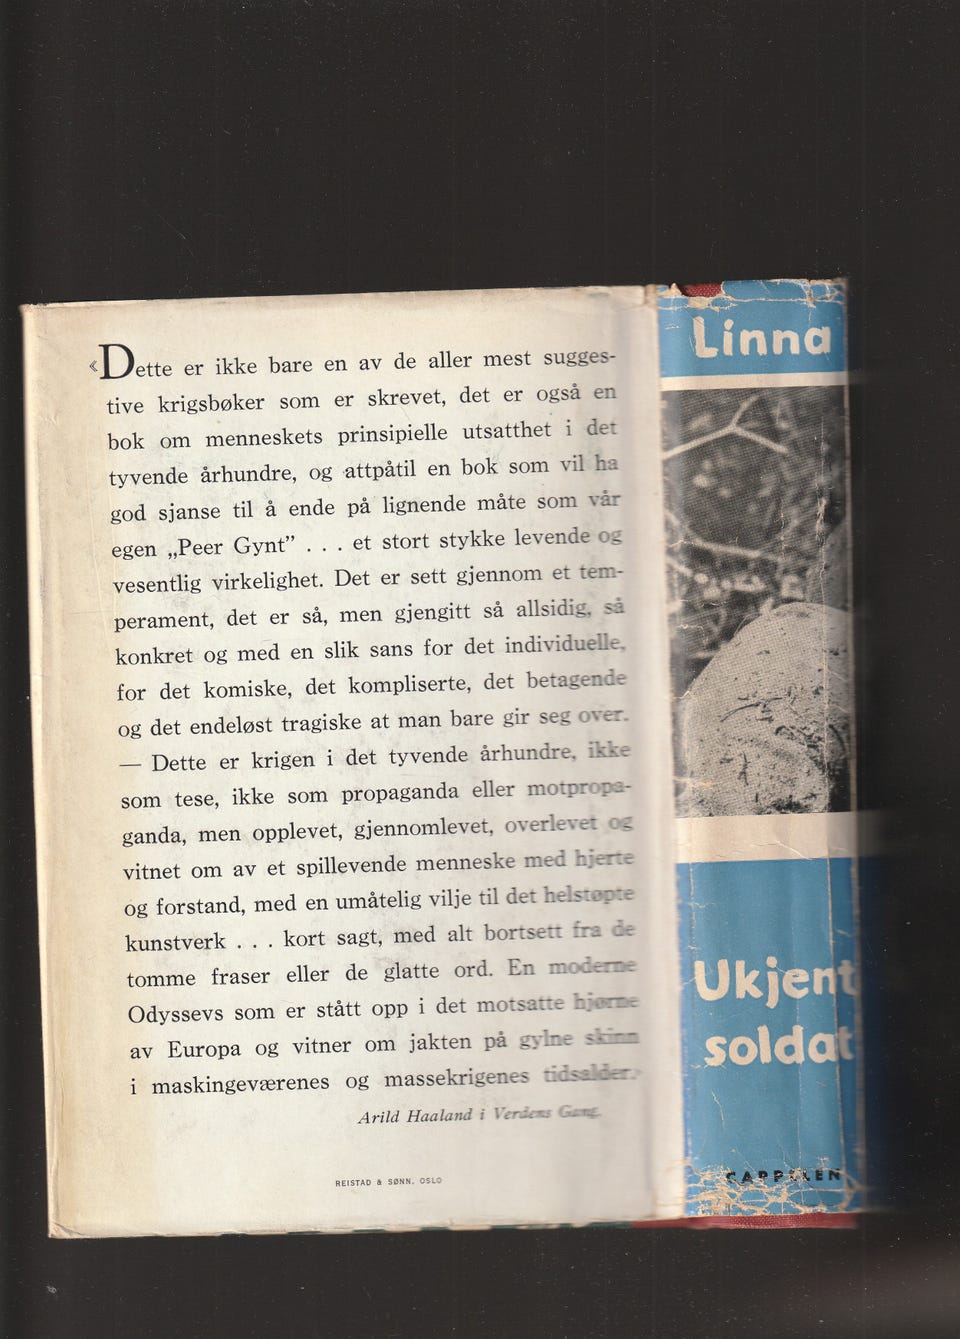 «Dette er ikke bare en av de aller mest sugges-
tive krigsbøker som er skrevet, det er også en
bok om menneskets prinsipielle utsatthet i det
tyvende århundre, og attpåtil en bok som vil ha
god sjanse til å ende på lignende måte som vår
egen „Peer Gynt” . . . et stort stykke levende og
vesentlig virkelighet. Det er sett gjennom et tem-
perament, det er så, men gjengitt så allsidig, så
konkret og med en slik sans for det individuelle,
for det komiske, det kompliserte, det betagende
og det endeløst tragiske at man bare gir seg over.
— Dette er krigen i det tyvende århundre, ikke
som tese, ikke som propaganda eller motpropa-
ganda, men opplevet, gjennomlevet, overlevet og
vitnet om av et spillevende menneske med hjerte
og forstand, med en umåtelig vilje til det helstøpte
kunstverk . . . kort sagt, med alt bortsett fra de
tomme fraser eller de glatte ord. En moderne
Odyssevs som er stått opp i det motsatte hjørne
av Europa og vitner om jakten på gylne skinn
i maskingeværenes og massekrigenes tidsalder.»
Arild Haaland i Verdens Gang.
REISTAD & SØNN, OSLO
Linna
Ukjent
soldat
CAPPELEN